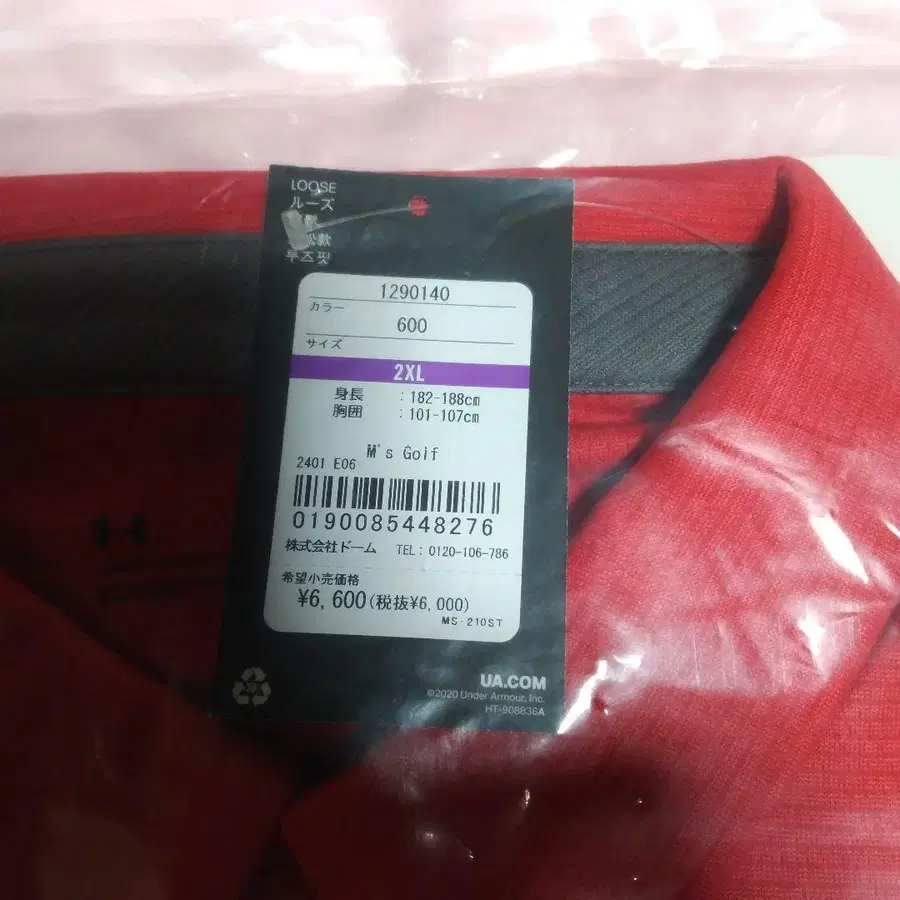 LOOSE
ルーズ
松款
루즈핏
1290140
カラー
600
サイズ
2XL
身長 :182-188cm
胸囲 :101-107cm
M's Golf
2401 E06
0190085448276
株式会社ドーム TEL:0120-106-786
希望小売価格
¥6,600(税抜¥6,000)
MS-210ST
UA.COM
©2020 Under Armour, Inc.
HT-908836A